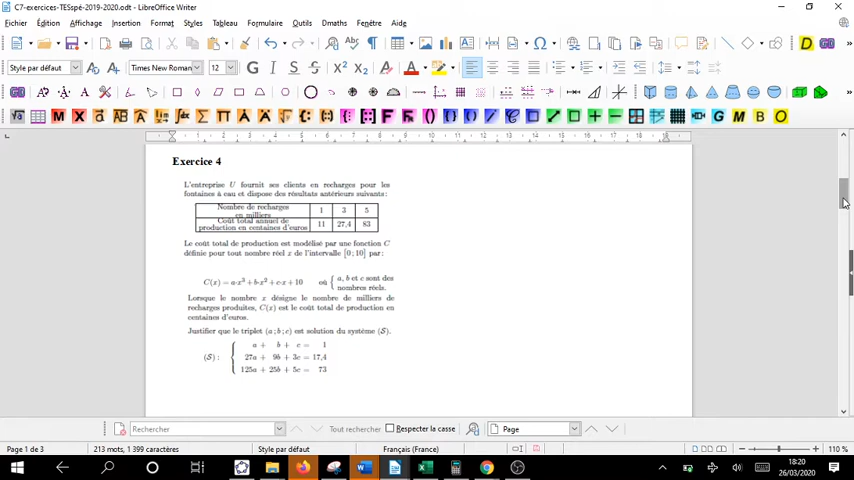 C7-exercices-TESspé-2019-2020.odt - LibreOffice Writer
Fichier Édition Affichage Insertion Format Styles Tableau Formulaire Outils Dmaths Fenêtre Aide
Style par défaut Times New Roman 12
Exercice 4
L'entreprise U fournit ses clients en recharges pour les
fontaines à eau et dispose des résultats antérieurs suivants :
Nombre de recharges
en milliers 1 3 5
Coût total annuel de
production en centaines d'euros 11 27,4 83
Le coût total de production est modélisé par une fonction C
définie pour tout nombre réel x de l'intervalle [0 ; 10] par :
C(x) = a·x³ + b·x² + c·x + 10 où { a, b et c sont des
nombres réels.
Lorsque le nombre x désigne le nombre de milliers de
recharges produites, C(x) est le coût total de production en
centaines d'euros.
Justifier que le triplet (a ; b ; c) est solution du système (S).
a + b + c = 1
(S) : { 27a + 9b + 3c = 17,4
125a + 25b + 5c = 73
Rechercher Tout rechercher Respecter la casse Page
Page 1 de 3 213 mots, 1 399 caractères Style par défaut Français (France) 110 %
18:20
26/03/2020